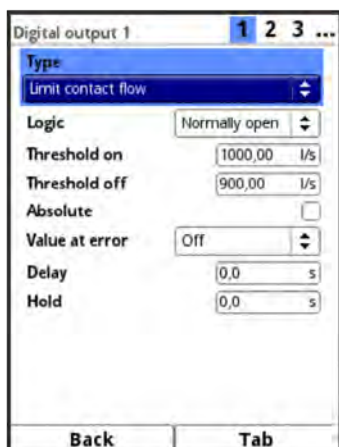 Digital output 1 1 2 3 ...
Type
Limit contact flow
Logic Normally open
Threshold on 1000,00 l/s
Threshold off 900,00 l/s
Absolute
Value at error Off
Delay 0,0 s
Hold 0,0 s
Back Tab